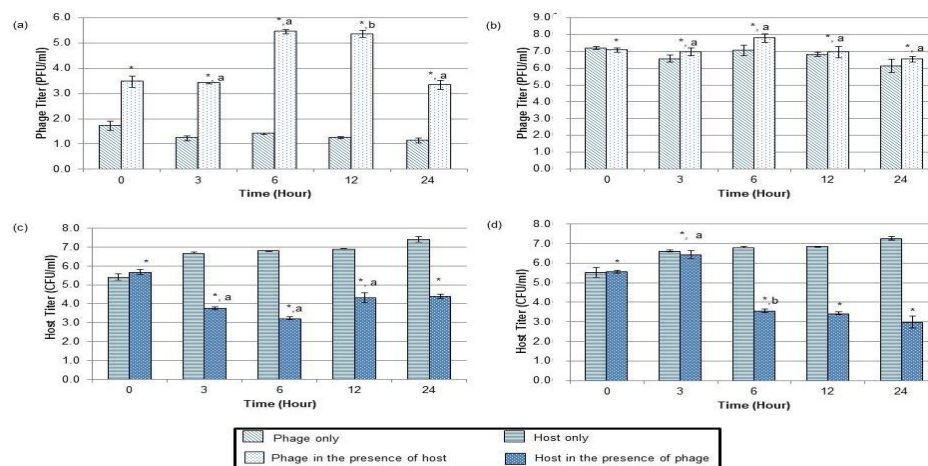 (a)
Phage Titer (PFU/ml)
6.0
5.0
4.0
3.0
2.0
1.0
0.0
*
*, a
*, a
*, b
*, a
0 3 6 12 24
Time (Hour)
(b)
Phage Titer (PFU/ml)
9.0
8.0
7.0
6.0
5.0
4.0
3.0
2.0
1.0
0.0
*
*, a
*, a
*, a
*, a
0 3 6 12 24
Time (Hour)
(c)
Host Titer (CFU/ml)
8.0
7.0
6.0
5.0
4.0
3.0
2.0
1.0
0.0
*
*, a
*,a
*, a
*
0 3 6 12 24
Time (Hour)
(d)
Host Titer (CFU/ml)
8.0
7.0
6.0
5.0
4.0
3.0
2.0
1.0
0.0
*
*, a
*,b
*
*
0 3 6 12 24
Time (Hour)
Phage only
Host only
Phage in the presence of host
Host in the presence of phage